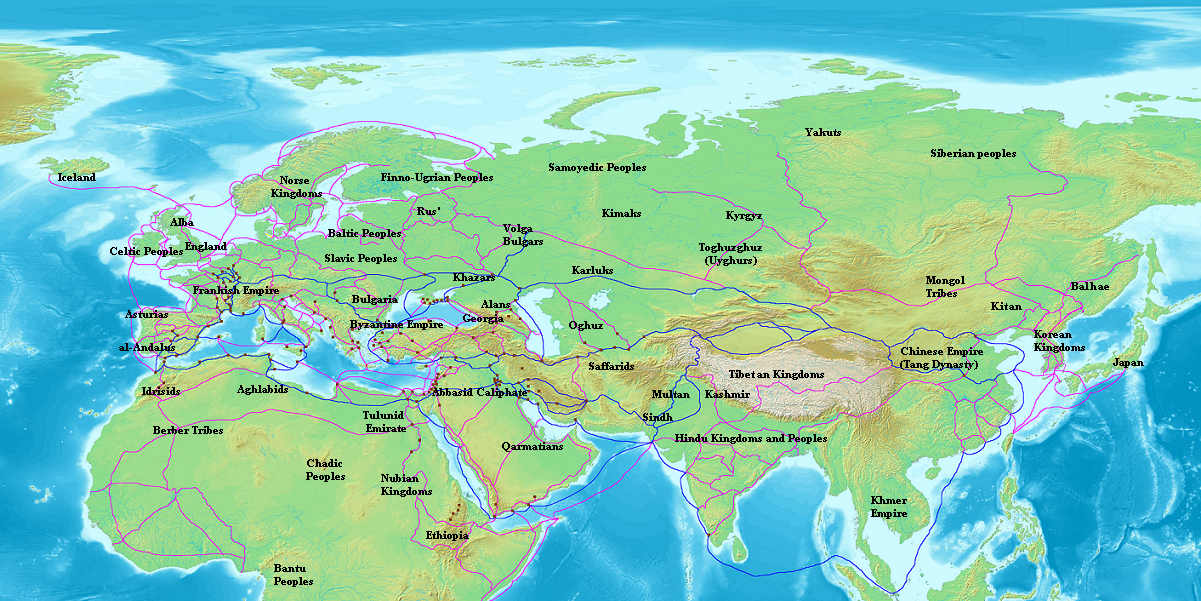 Yakuts
Siberian peoples
Samoyedic Peoples
Iceland
Norse
Kingdoms
Finno-Ugrian Peoples
Rus'
Kimaks
Kyrgyz
Alba
Celtic Peoples
England
Baltic Peoples
Volga
Bulgars
Slavic Peoples
Toghuzghuz
(Uyghurs)
Khazars
Karluks
Frankish Empire
Mongol
Tribes
Balhae
Bulgaria
Alans
Georgia
Kitan
Asturias
Byzantine Empire
Oghuz
Korean
Kingdoms
al-Andalus
Chinese Empire
(Tang Dynasty)
Japan
Saffarids
Tibetan Kingdoms
Idrisids
Aghlabids
Abbasid Caliphate
Multan
Kashmir
Tulunid
Emirate
Sindh
Berber Tribes
Qarmatians
Hindu Kingdoms and Peoples
Chadic
Peoples
Nubian
Kingdoms
Khmer
Empire
Ethiopia
Bantu
Peoples